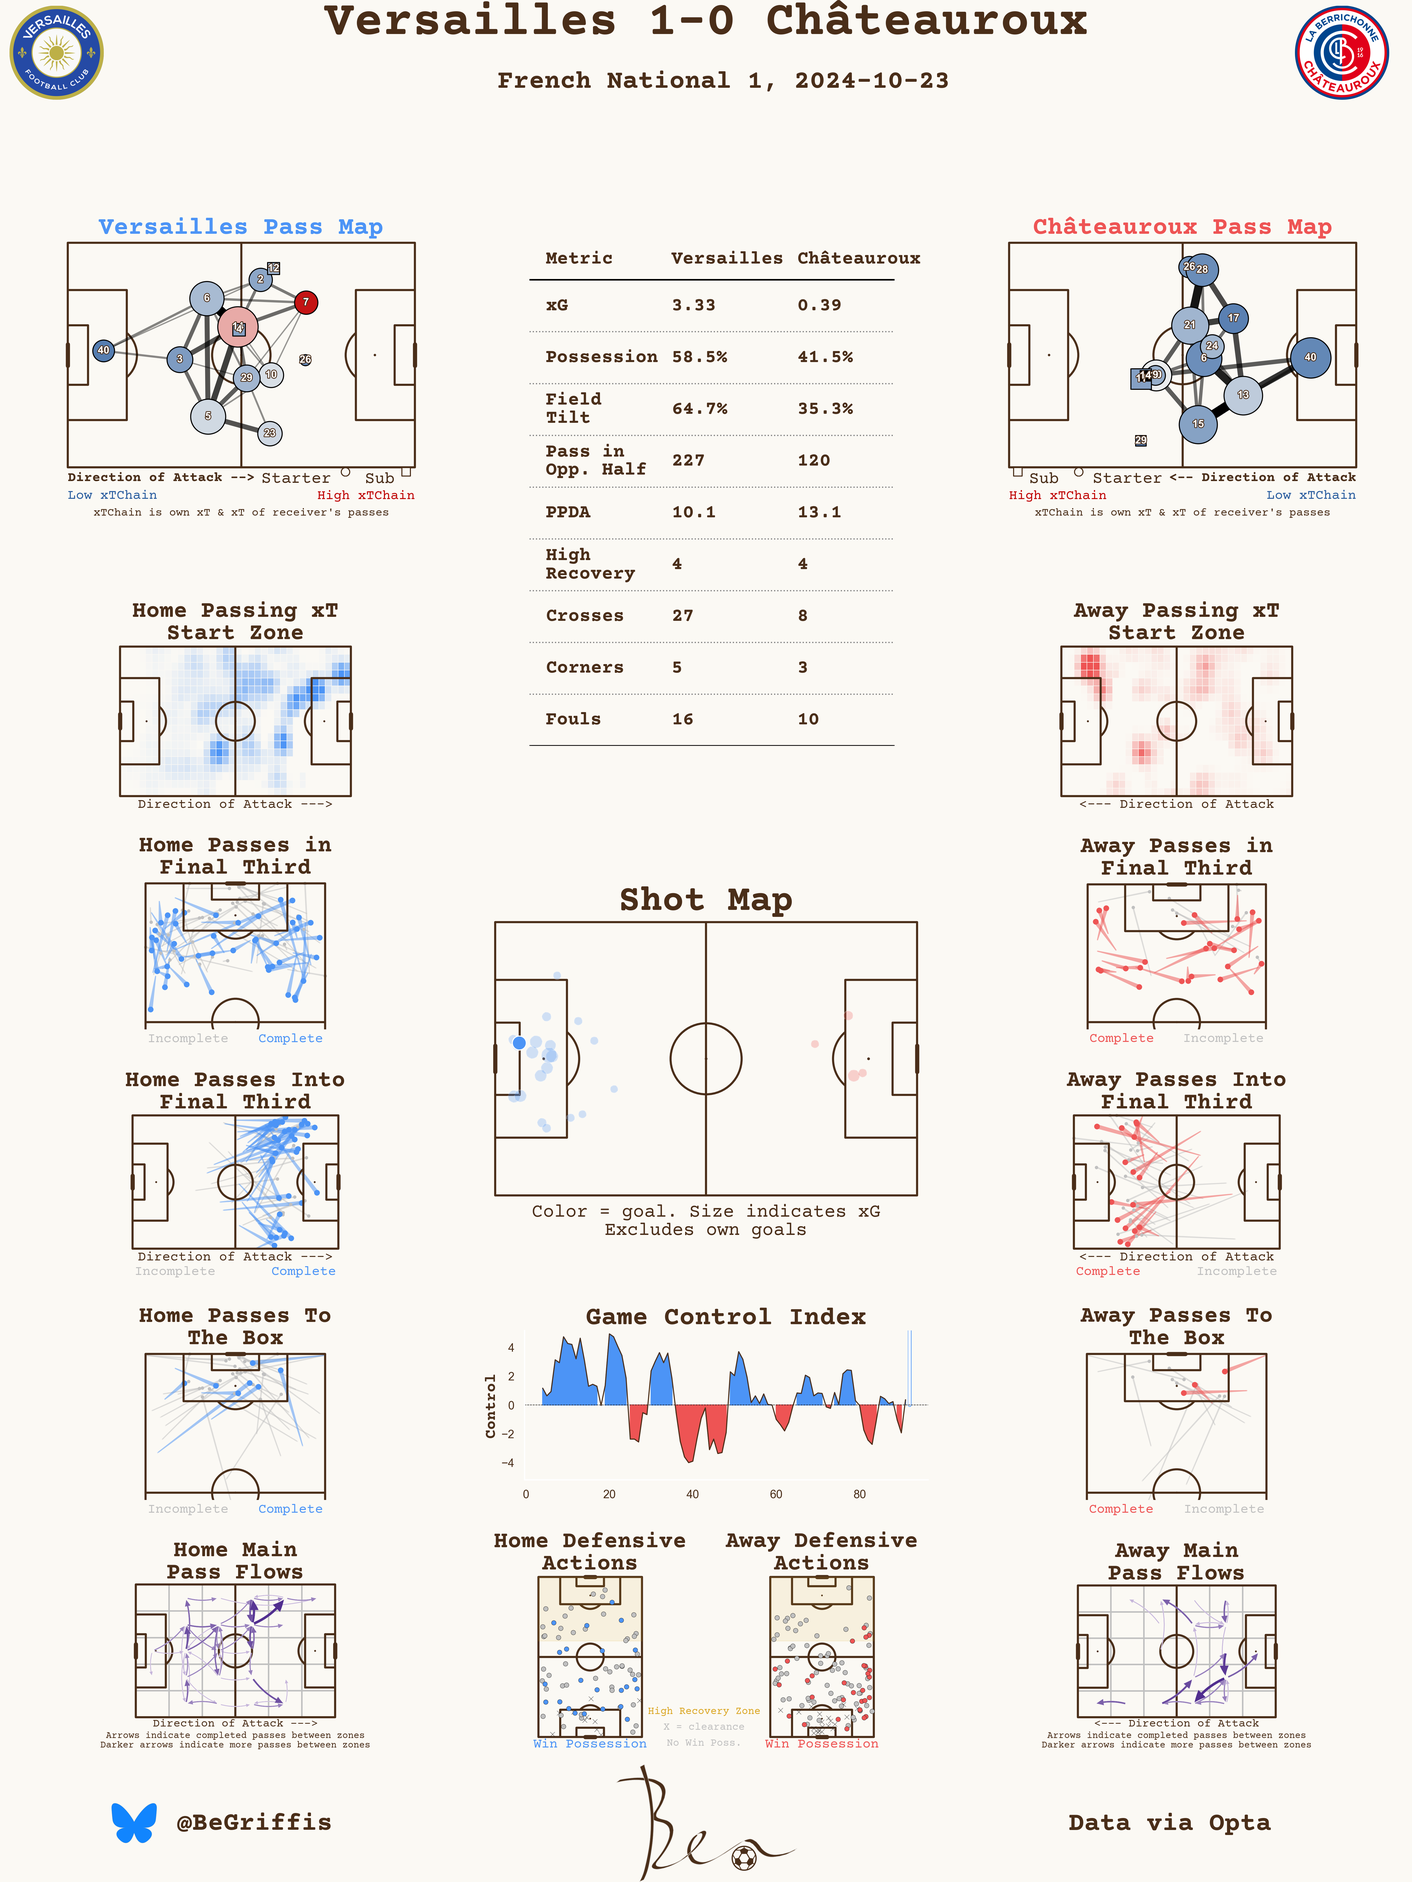 Versailles 1-0 Châteauroux
French National 1, 2024-10-23
VERSAILLES
FOOTBALL CLUB
LA BERRICHONNE
1916
CHÂTEAUROUX
Versailles Pass Map
12
2
6
7
14
40
3
26
29
10
5
23
Direction of Attack --> Starter Sub
Low xTChain High xTChain
xTChain is own xT & xT of receiver's passes
Metric Versailles Châteauroux
xG 3.33 0.39
Possession 58.5% 41.5%
Field
Tilt 64.7% 35.3%
Pass in
Opp. Half 227 120
PPDA 10.1 13.1
High
Recovery 4 4
Crosses 27 8
Corners 5 3
Fouls 16 10
Châteauroux Pass Map
26
28
21
17
24
6
40
13
15
29
Sub Starter <-- Direction of Attack
High xTChain Low xTChain
xTChain is own xT & xT of receiver's passes
Home Passing xT
Start Zone
Direction of Attack --->
Away Passing xT
Start Zone
<--- Direction of Attack
Home Passes in
Final Third
Incomplete Complete
Away Passes in
Final Third
Complete Incomplete
Shot Map
Color = goal. Size indicates xG
Excludes own goals
Home Passes Into
Final Third
Direction of Attack --->
Incomplete Complete
Away Passes Into
Final Third
<--- Direction of Attack
Complete Incomplete
Home Passes To
The Box
Incomplete Complete
Game Control Index
Control
4
2
0
−2
−4
0 20 40 60 80
Away Passes To
The Box
Complete Incomplete
Home Main
Pass Flows
Direction of Attack --->
Arrows indicate completed passes between zones
Darker arrows indicate more passes between zones
Home Defensive
Actions
Win Possession
Away Defensive
Actions
Win Possession
High Recovery Zone
X = clearance
No Win Poss.
Away Main
Pass Flows
<--- Direction of Attack
Arrows indicate completed passes between zones
Darker arrows indicate more passes between zones
@BeGriffis
Ben
Data via Opta